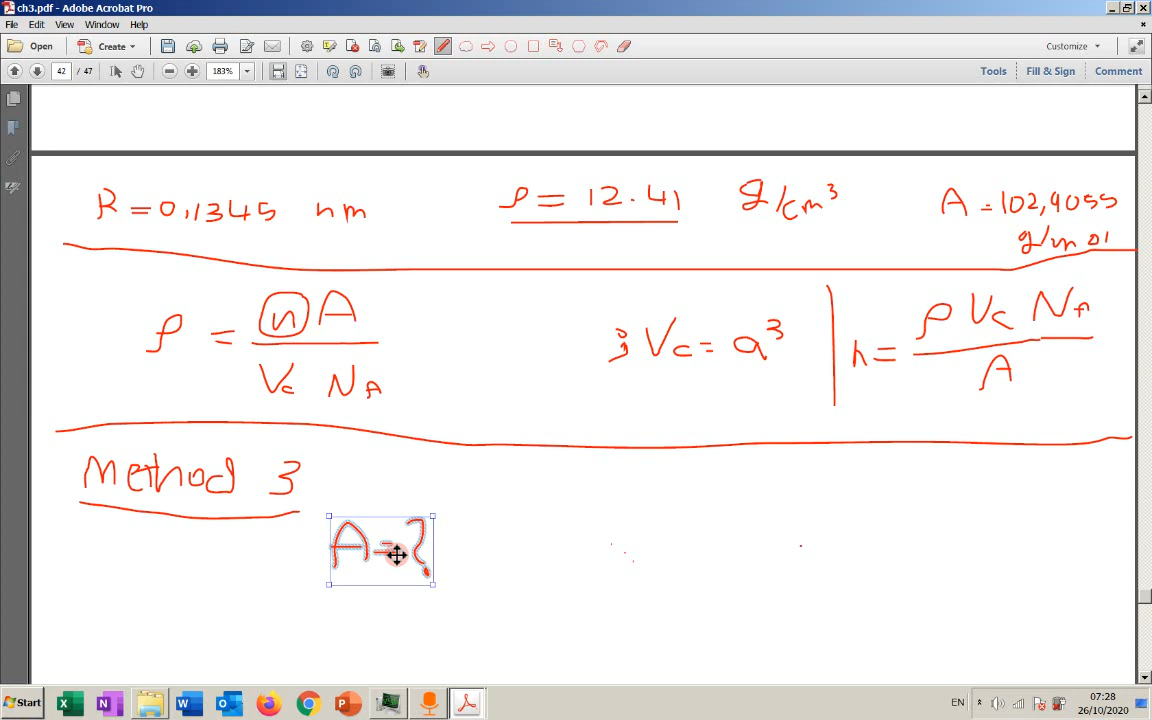 ch3.pdf - Adobe Acrobat Pro
File Edit View Window Help
Open Create Customize
42 / 47 183% Tools Fill & Sign Comment
R = 0,1345 nm ρ = 12.41 g/cm³ A = 102,9055
g/mol
ρ = n A / Vc NA ; Vc = a³ n = ρ Vc NA / A
Method 3
A = ?
Start EN 07:28
26/10/2020